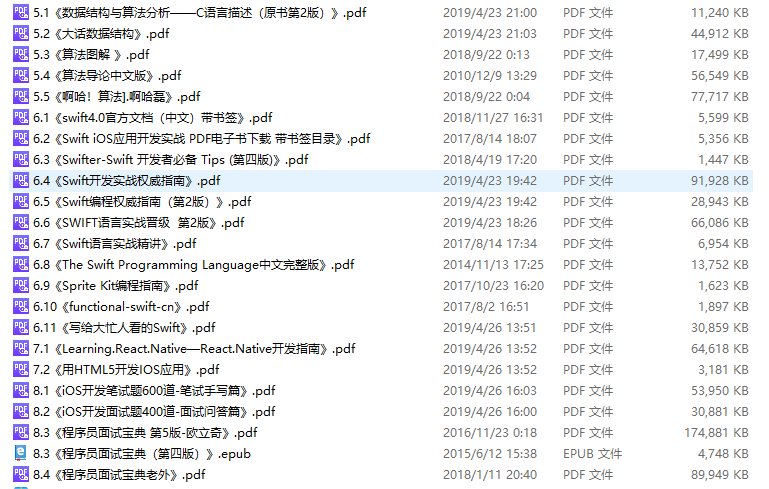 5.1《数据结构与算法分析——C语言描述（原书第2版）》.pdf 2019/4/23 21:00 PDF 文件 11,240 KB
5.2《大话数据结构》.pdf 2019/4/23 21:03 PDF 文件 44,912 KB
5.3《算法图解 》.pdf 2018/9/22 0:13 PDF 文件 17,499 KB
5.4《算法导论中文版》.pdf 2010/12/9 13:29 PDF 文件 56,549 KB
5.5《啊哈！算法].啊哈磊》.pdf 2018/9/22 0:04 PDF 文件 77,717 KB
6.1《swift4.0官方文档（中文）带书签》.pdf 2018/11/27 16:31 PDF 文件 5,599 KB
6.2《Swift iOS应用开发实战 PDF电子书下载 带书签目录》.pdf 2017/8/14 18:07 PDF 文件 5,356 KB
6.3《Swifter-Swift 开发者必备 Tips (第四版)》.pdf 2018/4/19 17:20 PDF 文件 1,447 KB
6.4《Swift开发实战权威指南》.pdf 2019/4/23 19:42 PDF 文件 91,928 KB
6.5《Swift编程权威指南（第2版）》.pdf 2019/4/23 19:42 PDF 文件 28,943 KB
6.6《SWIFT语言实战晋级  第2版》.pdf 2019/4/23 18:26 PDF 文件 66,086 KB
6.7《Swift语言实战精讲》.pdf 2017/8/14 17:34 PDF 文件 6,954 KB
6.8《The Swift Programming Language中文完整版》.pdf 2014/11/13 17:25 PDF 文件 13,752 KB
6.9《Sprite Kit编程指南》.pdf 2017/10/23 16:20 PDF 文件 1,623 KB
6.10《functional-swift-cn》.pdf 2017/8/2 16:51 PDF 文件 1,897 KB
6.11《写给大忙人看的Swift》.pdf 2019/4/26 13:51 PDF 文件 30,859 KB
7.1《Learning.React.Native—React.Native开发指南》.pdf 2019/4/26 13:52 PDF 文件 64,618 KB
7.2《用HTML5开发IOS应用》.pdf 2019/4/26 13:52 PDF 文件 3,181 KB
8.1《iOS开发笔试题600道-笔试手写篇》.pdf 2019/4/26 16:03 PDF 文件 53,950 KB
8.2《iOS开发面试题400道-面试问答篇》.pdf 2019/4/26 16:00 PDF 文件 30,881 KB
8.3《程序员面试宝典 第5版-欧立奇》.pdf 2016/11/23 0:18 PDF 文件 174,881 KB
8.3《程序员面试宝典（第四版）》.epub 2015/6/12 15:38 EPUB 文件 4,748 KB
8.4《程序员面试宝典老外》.pdf 2018/1/11 20:40 PDF 文件 89,949 KB